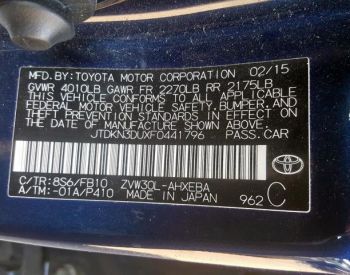 MFD. BY: TOYOTA MOTOR CORPORATION 02/15
GVWR 4010LB GAWR FR 2270LB RR 2175LB
THIS VEHICLE CONFORMS TO ALL APPLICABLE
FEDERAL MOTOR VEHICLE SAFETY, BUMPER, AND
THEFT PREVENTION STANDARDS IN EFFECT ON
THE DATE OF MANUFACTURE SHOWN ABOVE.
JTDKN3DUXF0441796 PASS.CAR
C/TR: 8S6/FB10 ZVW30L-AHXEBA
A/TM: -01A/P410 MADE IN JAPAN 962 C
TOYOTA